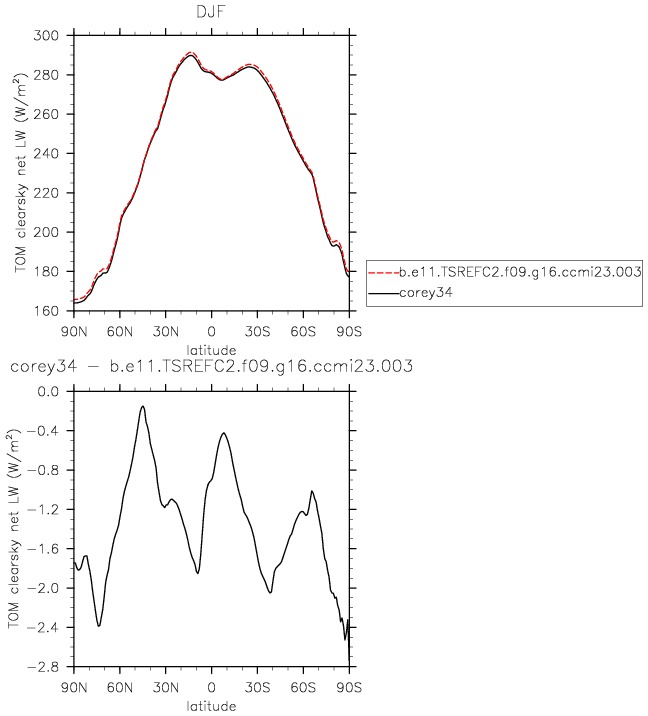 DJF
TOM clearsky net LW (W/m²)
300
280
260
240
220
200
180
160
90N 60N 30N 0 30S 60S 90S
latitude
b.e11.TSREFC2.f09.g16.ccmi23.003
corey34
corey34 − b.e11.TSREFC2.f09.g16.ccmi23.003
TOM clearsky net LW (W/m²)
0.0
−0.4
−0.8
−1.2
−1.6
−2.0
−2.4
−2.8
90N 60N 30N 0 30S 60S 90S
latitude